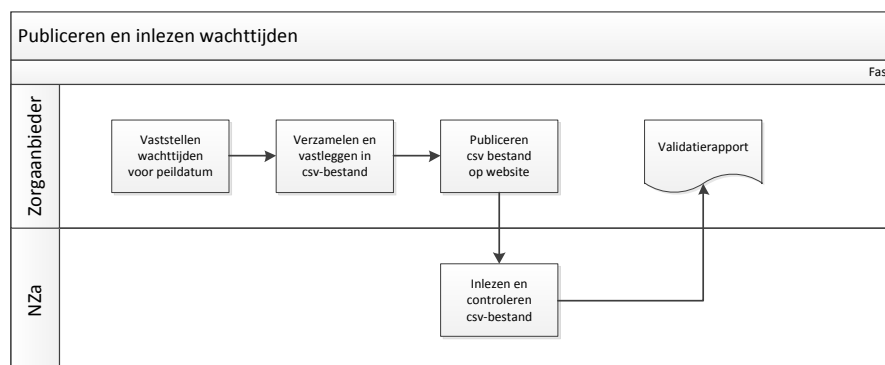 Publiceren en inlezen wachttijden
Fas
Zorgaanbieder
Vaststellen
wachttijden
voor peildatum
Verzamelen en
vastleggen in
csv-bestand
Publiceren
csv bestand
op website
Validatierapport
NZa
Inlezen en
controleren
csv-bestand